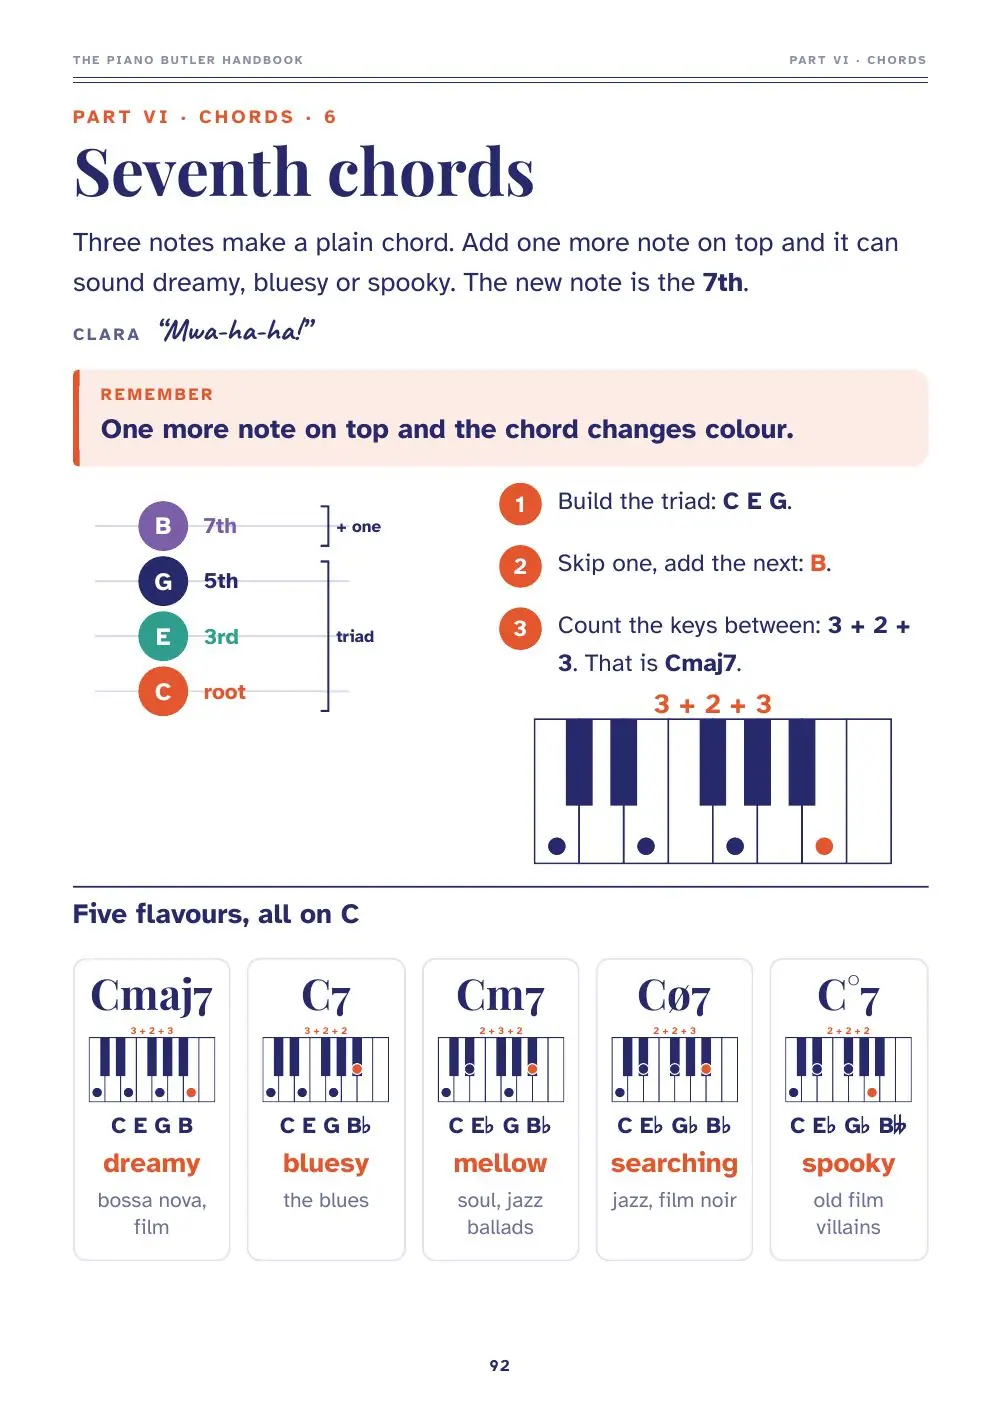 THE PIANO BUTLER HANDBOOK
PART VI · CHORDS
PART VI · CHORDS · 6
Seventh chords
Three notes make a plain chord. Add one more note on top and it can
sound dreamy, bluesy or spooky. The new note is the 7th.
CLARA “Mwa-ha-ha!”
REMEMBER
One more note on top and the chord changes colour.
B 7th + one
G 5th
E 3rd triad
C root
1 Build the triad: C E G.
2 Skip one, add the next: B.
3 Count the keys between: 3 + 2 +
3. That is Cmaj7.
3 + 2 + 3
Five flavours, all on C
Cmaj7
3 + 2 + 3
C E G B
dreamy
bossa nova,
film
C7
3 + 2 + 2
C E G B♭
bluesy
the blues
Cm7
2 + 3 + 2
C E♭ G B♭
mellow
soul, jazz
ballads
Cø7
2 + 2 + 3
C E♭ G♭ B♭
searching
jazz, film noir
C°7
2 + 2 + 2
C E♭ G♭ B𝄫
spooky
old film
villains
92